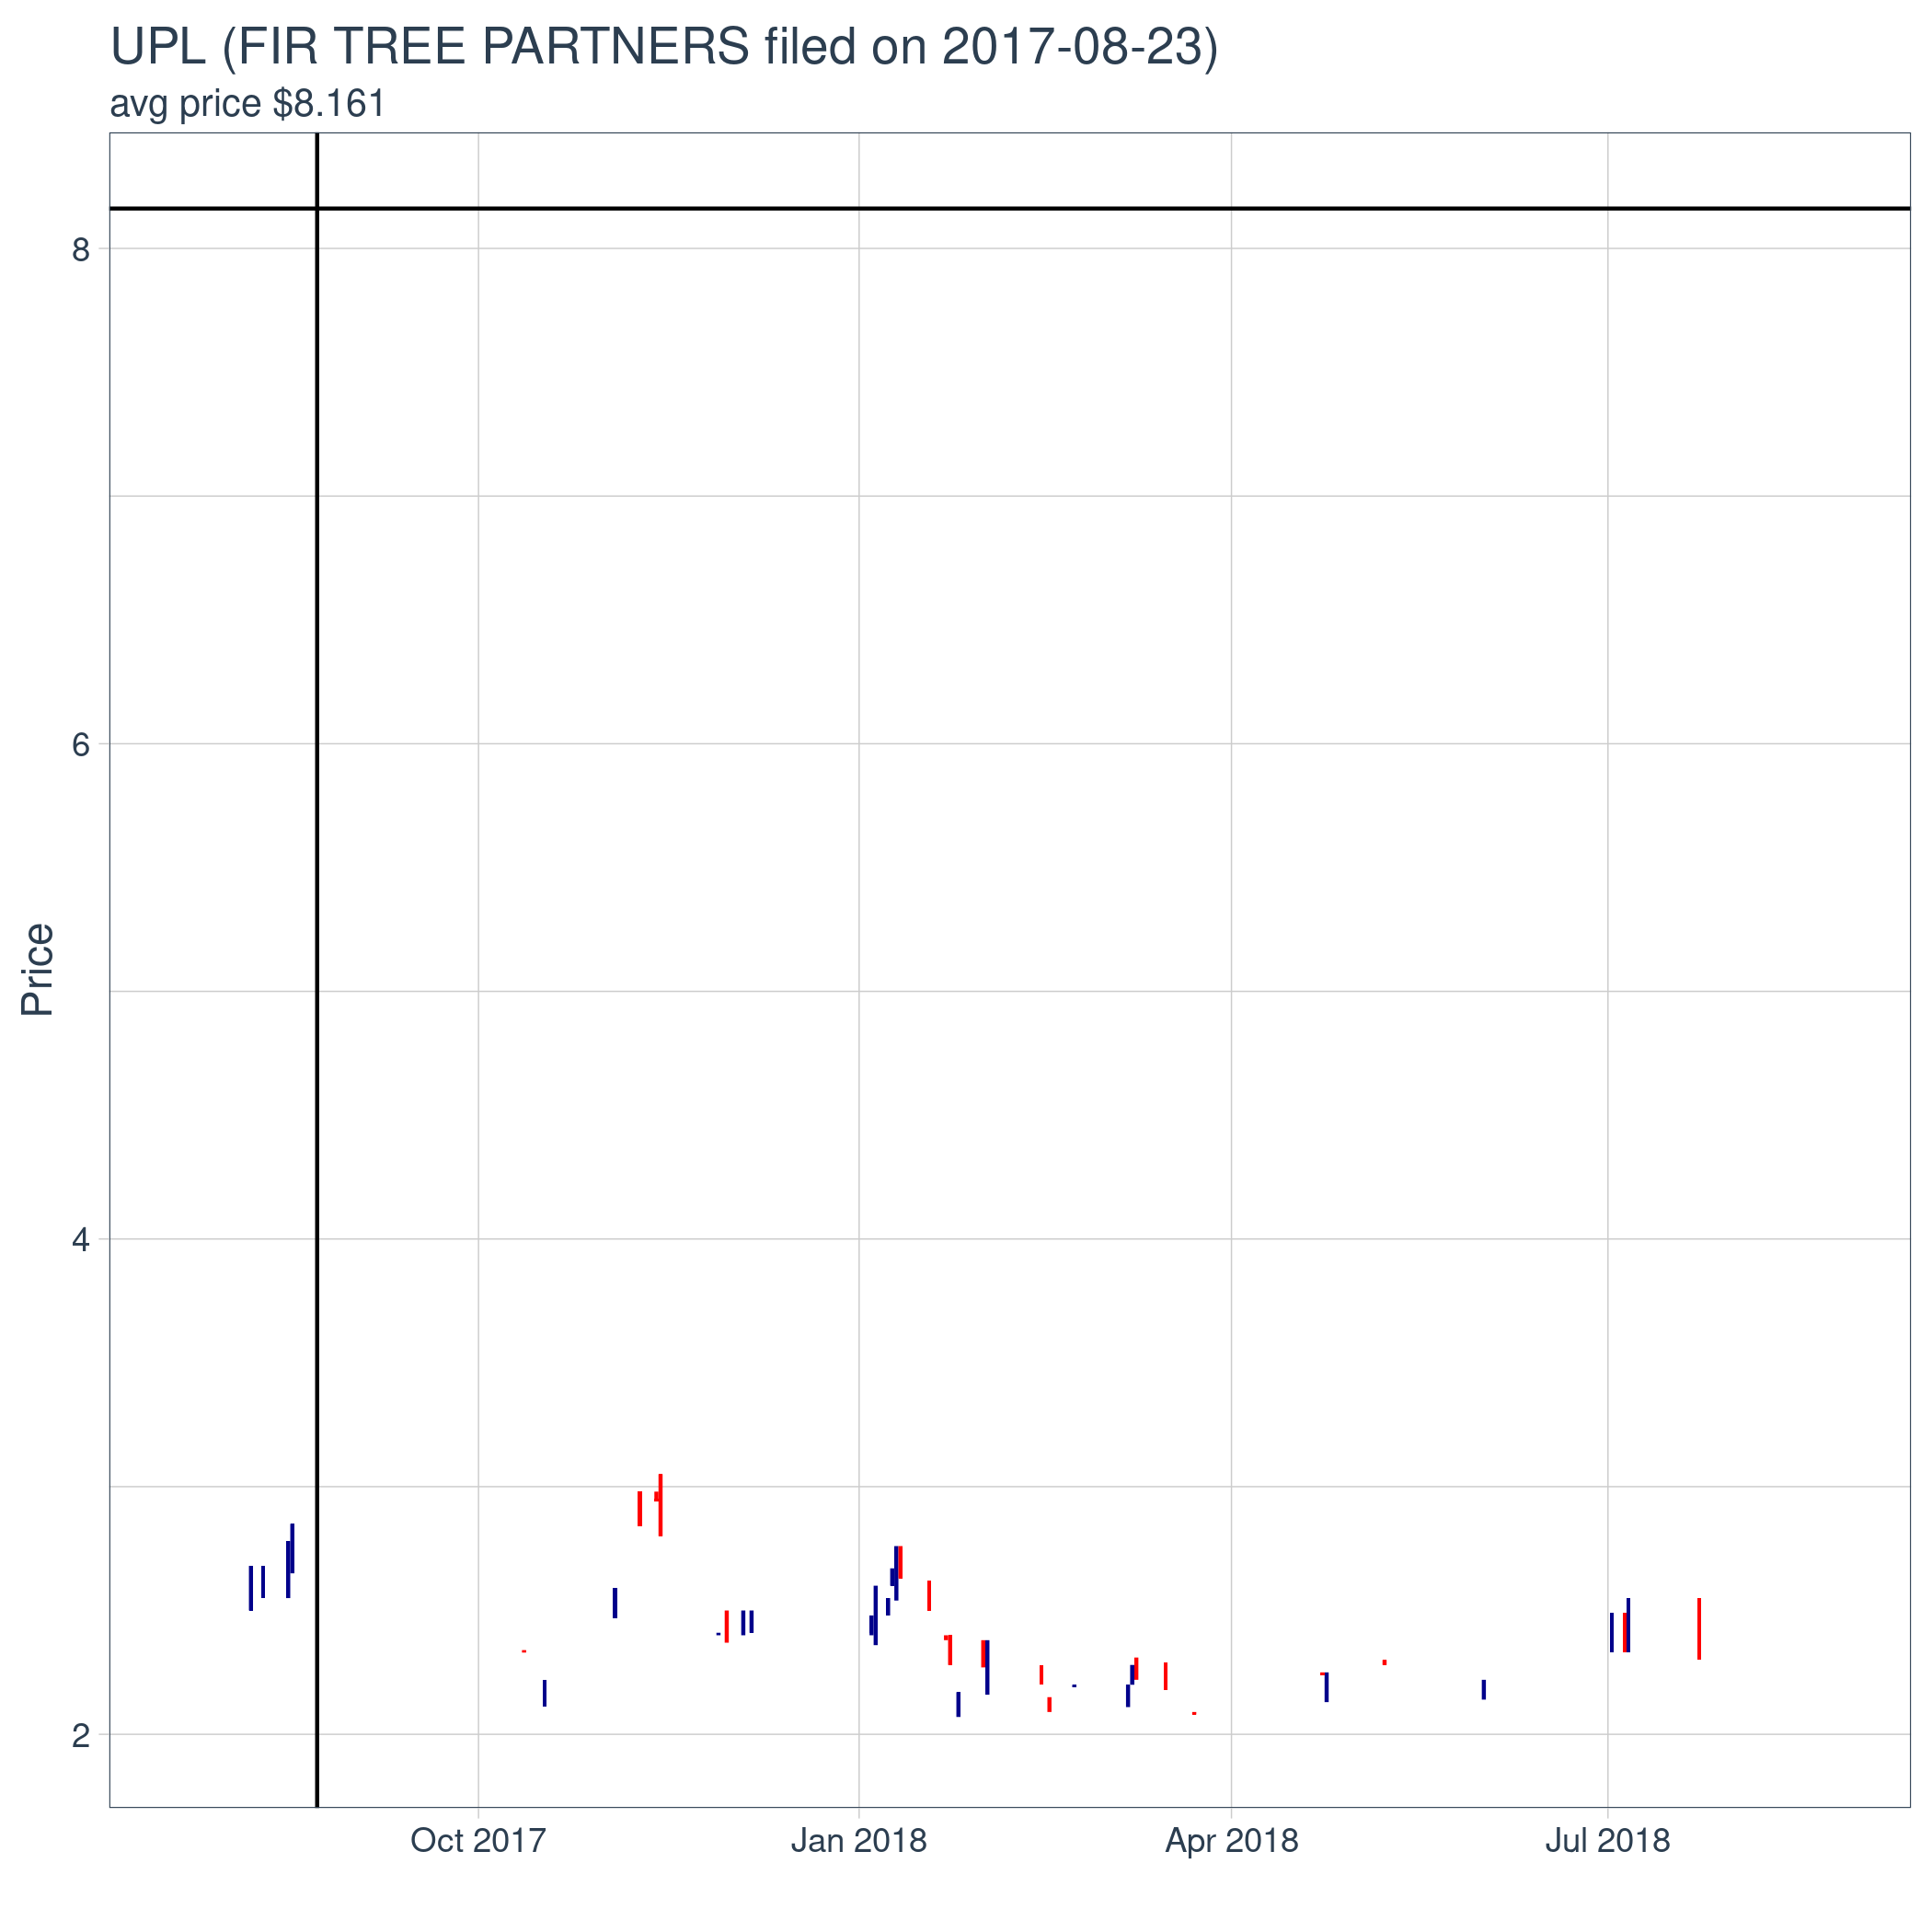 UPL (FIR TREE PARTNERS filed on 2017-08-23)
avg price $8.161
8
6
4
2
Price
Oct 2017 Jan 2018 Apr 2018 Jul 2018